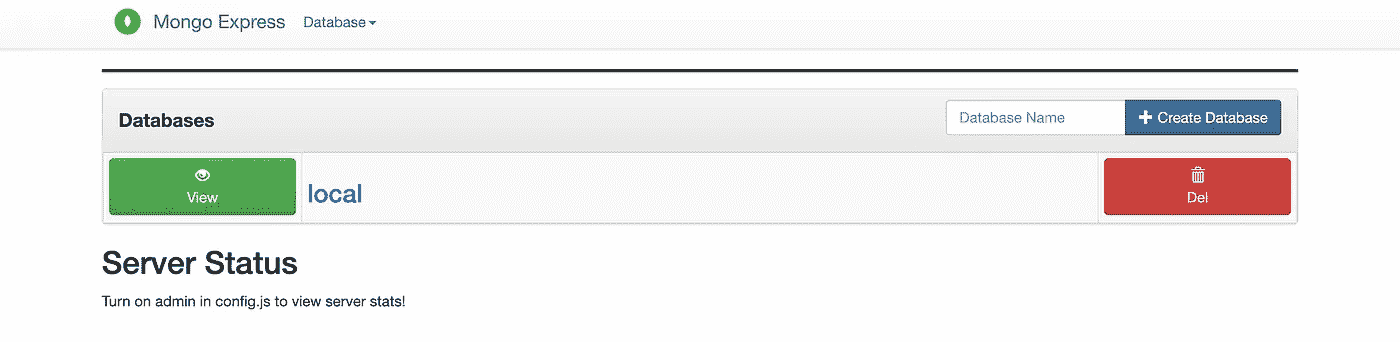 Mongo Express Database
Databases
Database Name
Create Database
View
local
Del
Server Status
Turn on admin in config.js to view server stats!